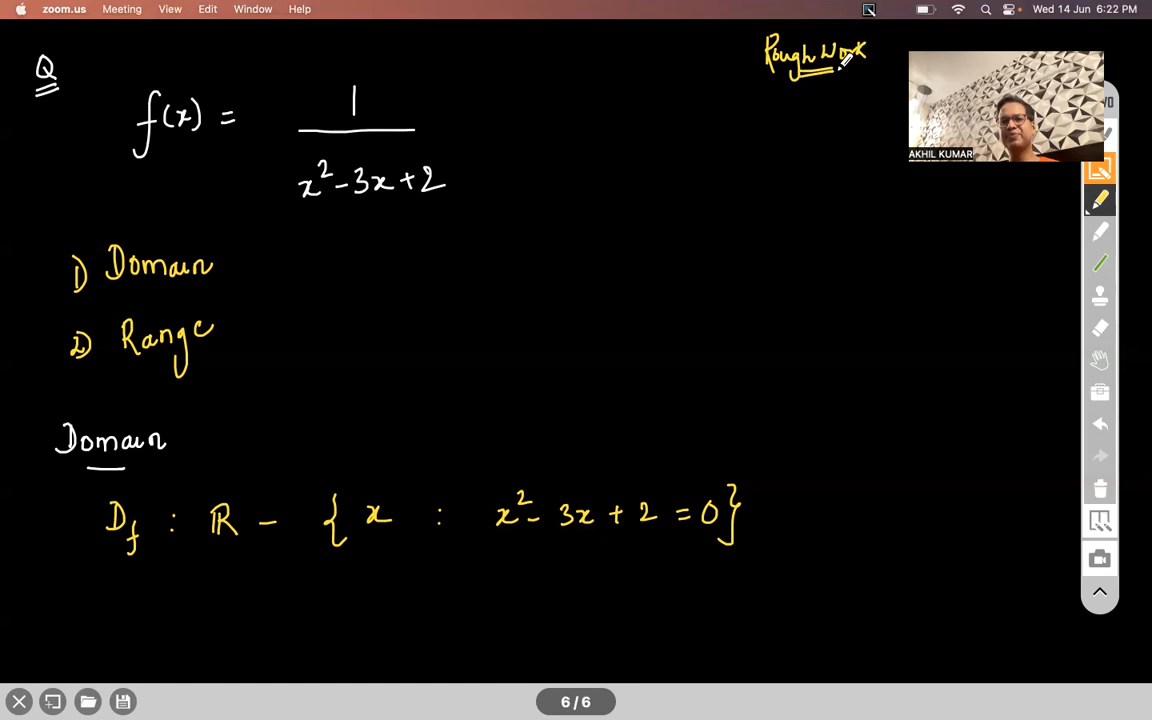 zoom.us Meeting View Edit Window Help Wed 14 Jun 6:22 PM
Rough Work
Q
f(x) = 1 / x² - 3x + 2
AKHIL KUMAR
1) Domain
2) Range
Domain
D_f : ℝ - { x : x² - 3x + 2 = 0 }
6 / 6